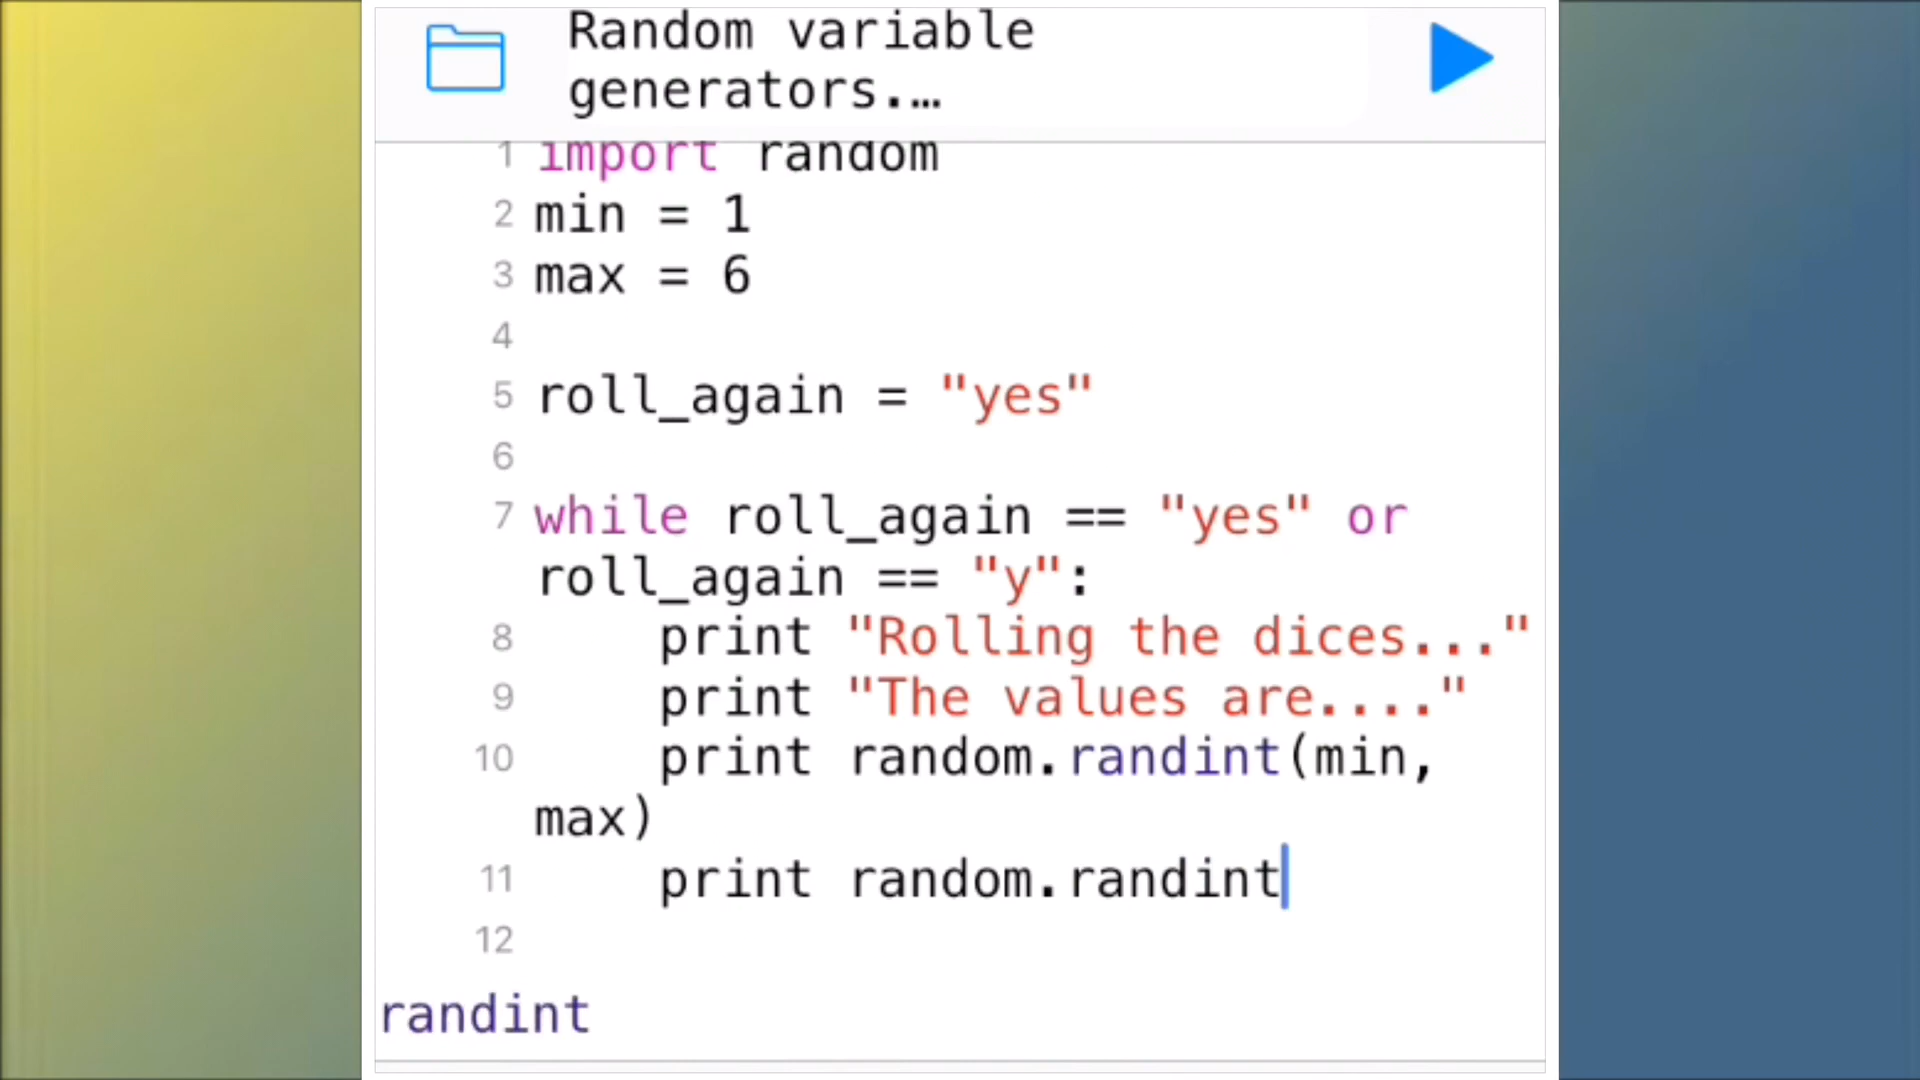 Random variable
generators.…
1 import random
2 min = 1
3 max = 6
4
5 roll_again = "yes"
6
7 while roll_again == "yes" or
roll_again == "y":
8     print "Rolling the dices..."
9     print "The values are...."
10     print random.randint(min,
max)
11     print random.randint
12
randint